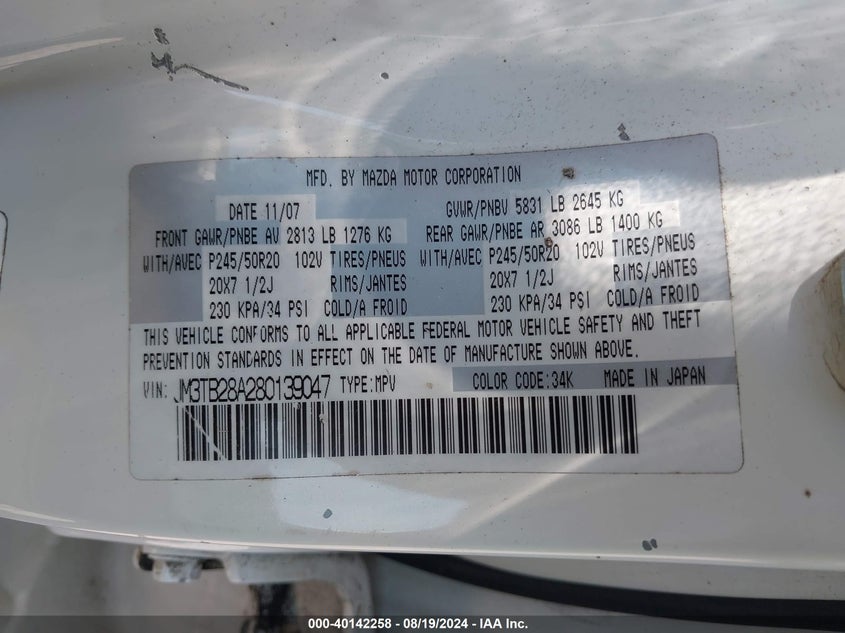 MFD. BY MAZDA MOTOR CORPORATION
DATE 11/07 GVWR/PNBV 5831 LB 2645 KG
FRONT GAWR/PNBE AV 2813 LB 1276 KG REAR GAWR/PNBE AR 3086 LB 1400 KG
WITH/AVEC P245/50R20 102V TIRES/PNEUS WITH/AVEC P245/50R20 102V TIRES/PNEUS
20X7 1/2J RIMS/JANTES 20X7 1/2J RIMS/JANTES
230 KPA/34 PSI COLD/A FROID 230 KPA/34 PSI COLD/A FROID
THIS VEHICLE CONFORMS TO ALL APPLICABLE FEDERAL MOTOR VEHICLE SAFETY AND THEFT
PREVENTION STANDARDS IN EFFECT ON THE DATE OF MANUFACTURE SHOWN ABOVE.
VIN: JM3TB28A280139047 TYPE:MPV COLOR CODE:34K MADE IN JAPAN
000-40142258 - 08/19/2024 - IAA Inc.